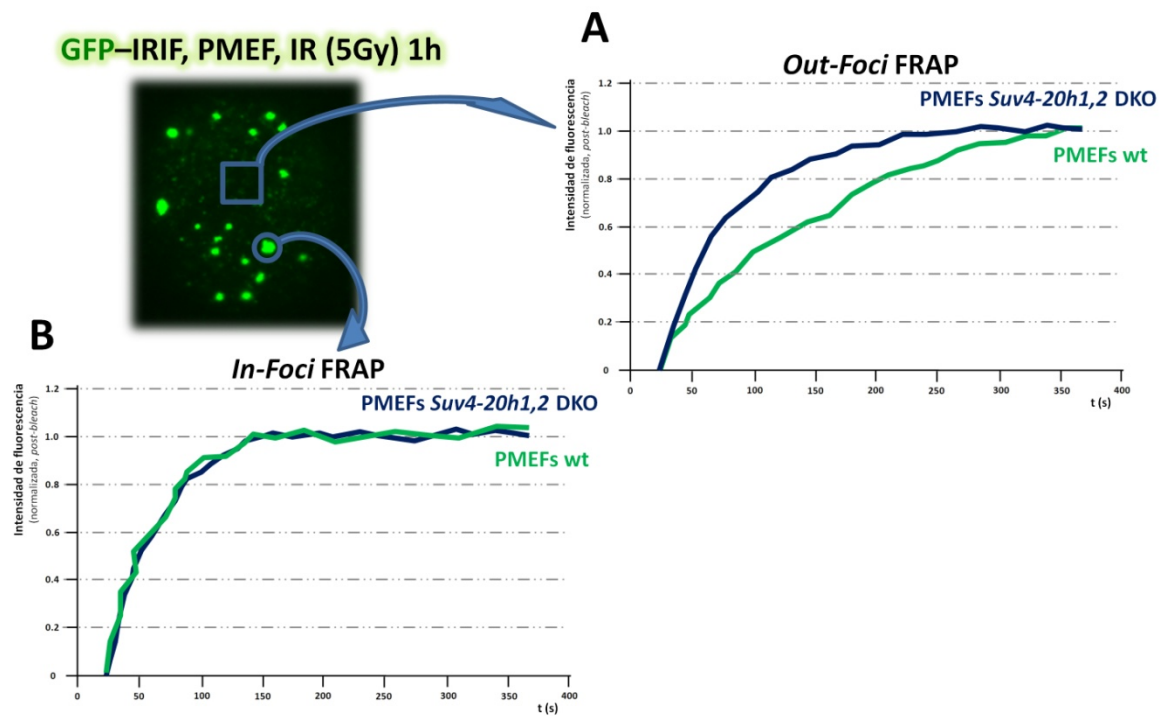 GFP–IRIF, PMEF, IR (5Gy) 1h
A
Out-Foci FRAP
Intensidad de fluorescencia
(normalizada, post-bleach)
1.2
1.0
0.8
0.6
0.4
0.2
0
PMEFs Suv4-20h1,2 DKO
PMEFs wt
0 50 100 150 200 250 300 350 400
t (s)
B
In-Foci FRAP
Intensidad de fluorescencia
(normalizada, post-bleach)
1.2
1.0
0.8
0.6
0.4
0.2
0
PMEFs Suv4-20h1,2 DKO
PMEFs wt
0 50 100 150 200 250 300 350 400
t (s)